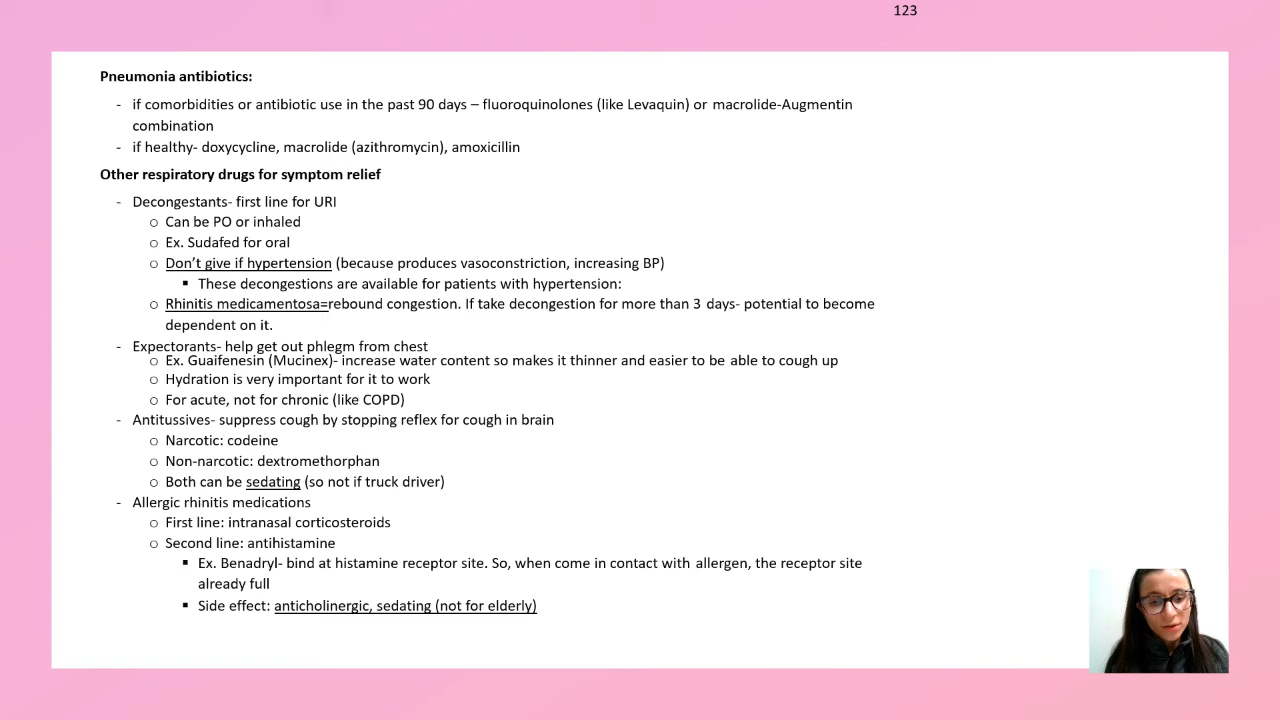 123
Pneumonia antibiotics:
- if comorbidities or antibiotic use in the past 90 days – fluoroquinolones (like Levaquin) or macrolide-Augmentin
combination
- if healthy- doxycycline, macrolide (azithromycin), amoxicillin
Other respiratory drugs for symptom relief
- Decongestants- first line for URI
○ Can be PO or inhaled
○ Ex. Sudafed for oral
○ Don’t give if hypertension (because produces vasoconstriction, increasing BP)
▪ These decongestions are available for patients with hypertension:
○ Rhinitis medicamentosa=rebound congestion. If take decongestion for more than 3 days- potential to become
dependent on it.
- Expectorants- help get out phlegm from chest
○ Ex. Guaifenesin (Mucinex)- increase water content so makes it thinner and easier to be able to cough up
○ Hydration is very important for it to work
○ For acute, not for chronic (like COPD)
- Antitussives- suppress cough by stopping reflex for cough in brain
○ Narcotic: codeine
○ Non-narcotic: dextromethorphan
○ Both can be sedating (so not if truck driver)
- Allergic rhinitis medications
○ First line: intranasal corticosteroids
○ Second line: antihistamine
▪ Ex. Benadryl- bind at histamine receptor site. So, when come in contact with allergen, the receptor site
already full
▪ Side effect: anticholinergic, sedating (not for elderly)